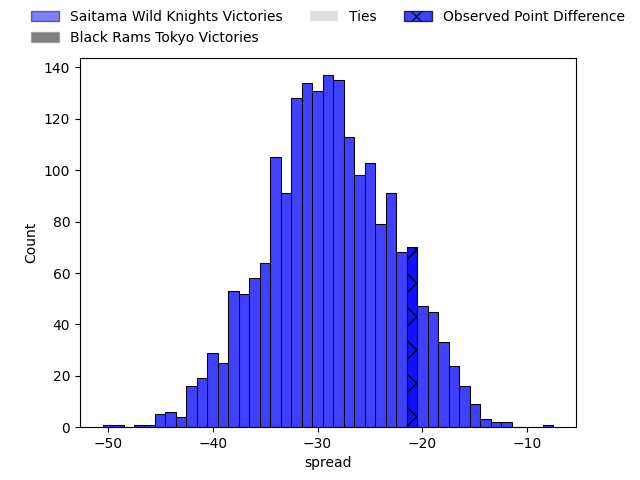 Saitama Wild Knights Victories
Black Rams Tokyo Victories
Ties
Observed Point Difference
Count
140
120
100
80
60
40
20
0
−50
−40
−30
−20
−10
spread